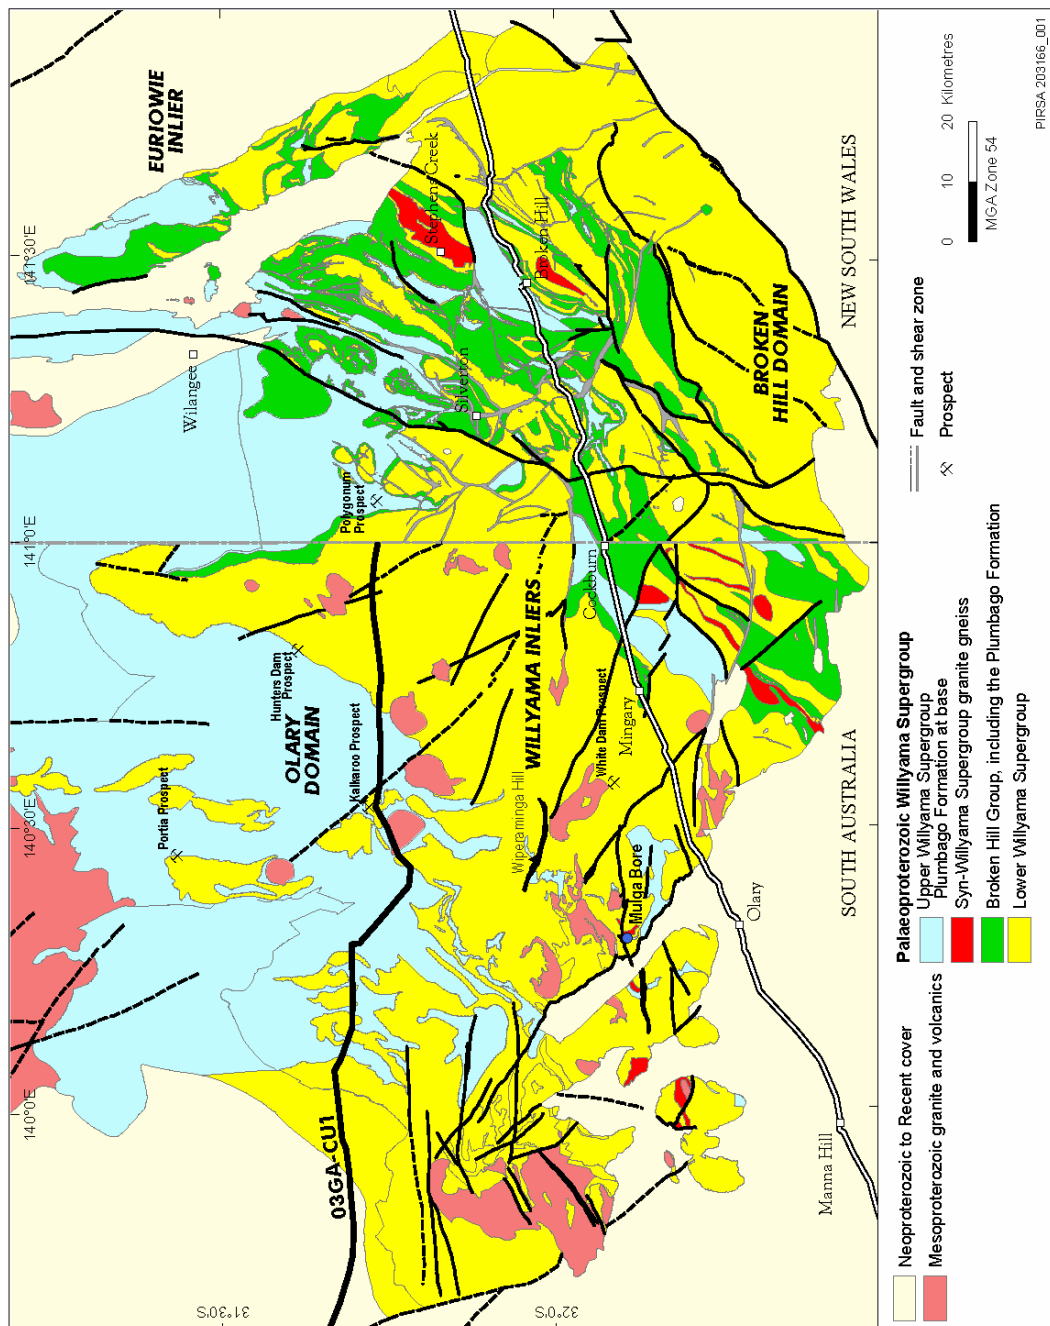 EURIOWIE
INLIER
141°30'E
141°0'E
140°30'E
140°0'E
31°30'S
32°0'S
Wilangee
Stephens Creek
Broken Hill
Silverton
Polygonum
Prospect
BROKEN
HILL DOMAIN
NEW SOUTH WALES
Cockburn
WILLYAMA INLIERS
Hunters Dam
Prospect
OLARY
DOMAIN
Kalkaroo Prospect
Portia Prospect
White Dam Prospect
Mingary
Wiperaminga Hill
Mulga Bore
SOUTH AUSTRALIA
Olary
Manna Hill
03GA-CU1
Neoproterozoic to Recent cover
Mesoproterozoic granite and volcanics
Palaeoproterozoic Willyama Supergroup
Upper Willyama Supergroup
Plumbago Formation at base
Syn-Willyama Supergroup granite gneiss
Broken Hill Group, including the Plumbago Formation
Lower Willyama Supergroup
Fault and shear zone
Prospect
0 10 20 Kilometres
MGA Zone 54
PIRSA 203166_001